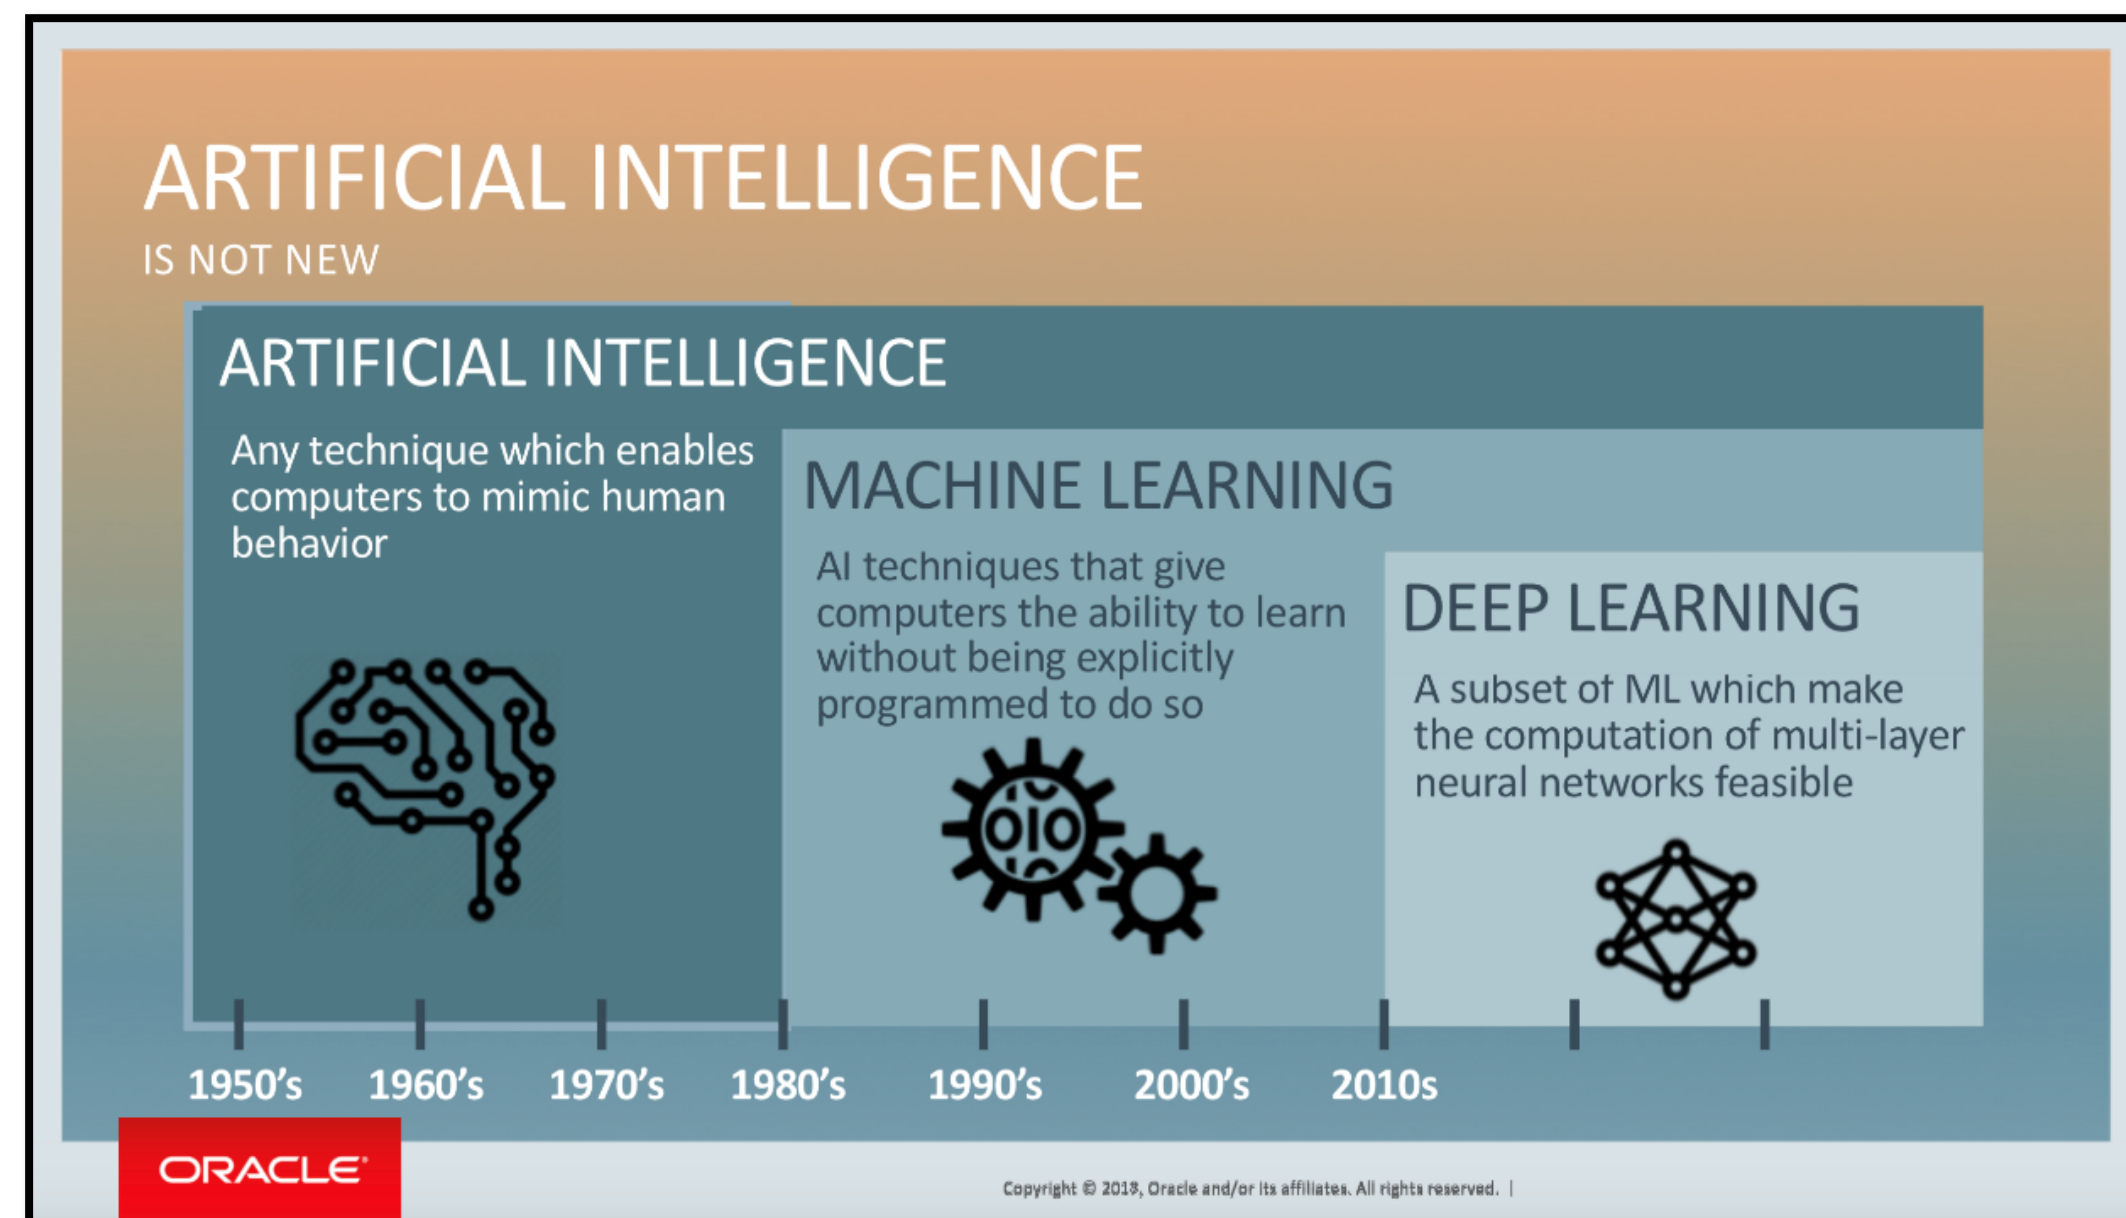 ARTIFICIAL INTELLIGENCE
IS NOT NEW
ARTIFICIAL INTELLIGENCE
Any technique which enables
computers to mimic human
behavior
MACHINE LEARNING
AI techniques that give
computers the ability to learn
without being explicitly
programmed to do so
DEEP LEARNING
A subset of ML which make
the computation of multi-layer
neural networks feasible
1950's 1960's 1970's 1980's 1990's 2000's 2010s
ORACLE
Copyright © 2018, Oracle and/or its affiliates. All rights reserved. |